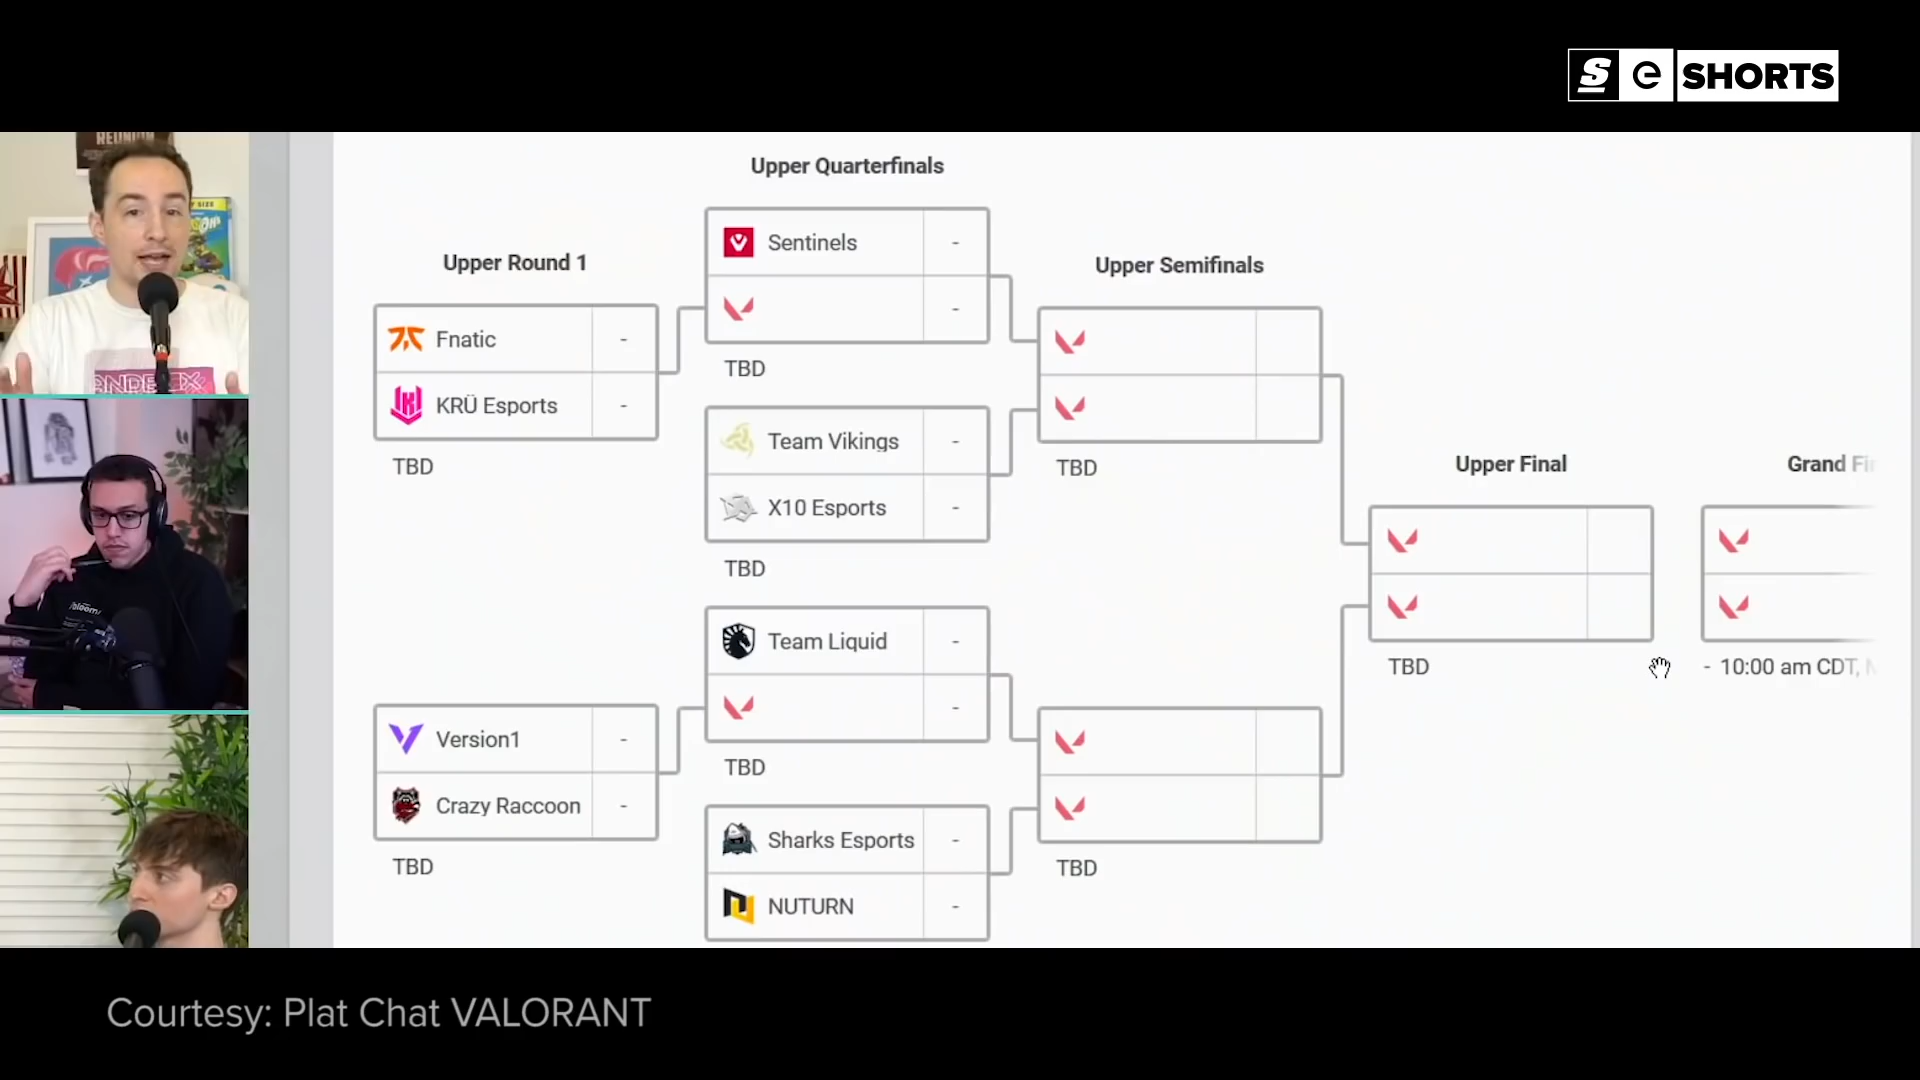 S e SHORTS
Upper Quarterfinals
Upper Round 1
Upper Semifinals
Sentinels -
-
TBD
Fnatic -
KRÜ Esports -
TBD
Team Vikings -
X10 Esports -
TBD
TBD
Upper Final
Grand Fi
TBD
- 10:00 am CDT,
Team Liquid -
-
TBD
Version1 -
Crazy Raccoon -
TBD
Sharks Esports -
NUTURN -
TBD
Courtesy: Plat Chat VALORANT